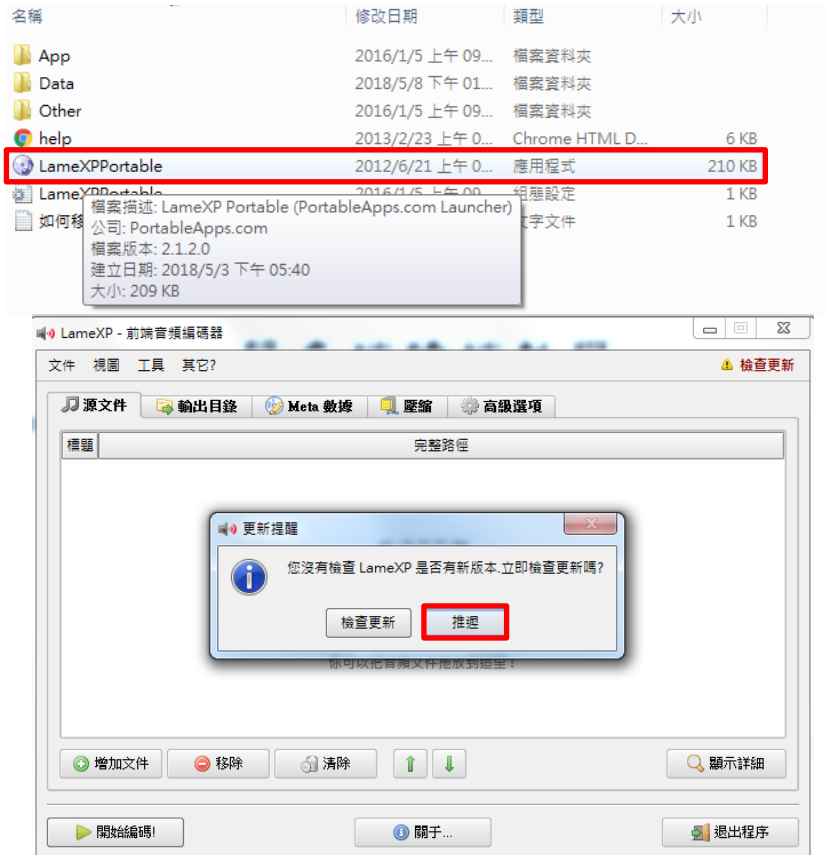 名稱 修改日期 類型 大小
App 2016/1/5 上午 09... 檔案資料夾
Data 2018/5/8 下午 01... 檔案資料夾
Other 2016/1/5 上午 09... 檔案資料夾
help 2013/2/23 上午 0... Chrome HTML D... 6 KB
LameXPPortable 2012/6/21 上午 0... 應用程式 210 KB
LameXPPortable 2016/1/5 上午 09... 組態設定 1 KB
如何移 文字文件 1 KB
檔案描述: LameXP Portable (PortableApps.com Launcher)
公司: PortableApps.com
檔案版本: 2.1.2.0
建立日期: 2018/5/3 下午 05:40
大小: 209 KB
LameXP - 前端音頻編碼器
文件 視圖 工具 其它? 檢查更新
源文件 輸出目錄 Meta 數據 壓縮 高級選項
標題 完整路徑
更新提醒
您沒有檢查 LameXP 是否有新版本.立即檢查更新嗎?
檢查更新 推遲
你可以把音頻文件拖放到這里！
增加文件 移除 清除 顯示詳細
開始編碼! 關于... 退出程序